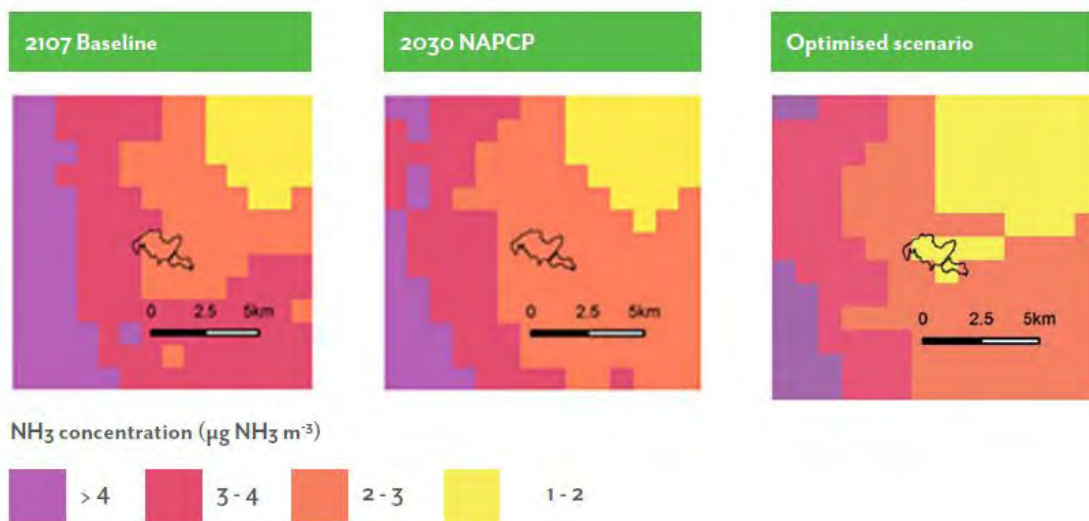 2107 Baseline
2030 NAPCP
Optimised scenario
0 2.5 5km
0 2.5 5km
0 2.5 5km
NH3 concentration (µg NH3 m-3)
> 4
3 - 4
2 - 3
1 - 2